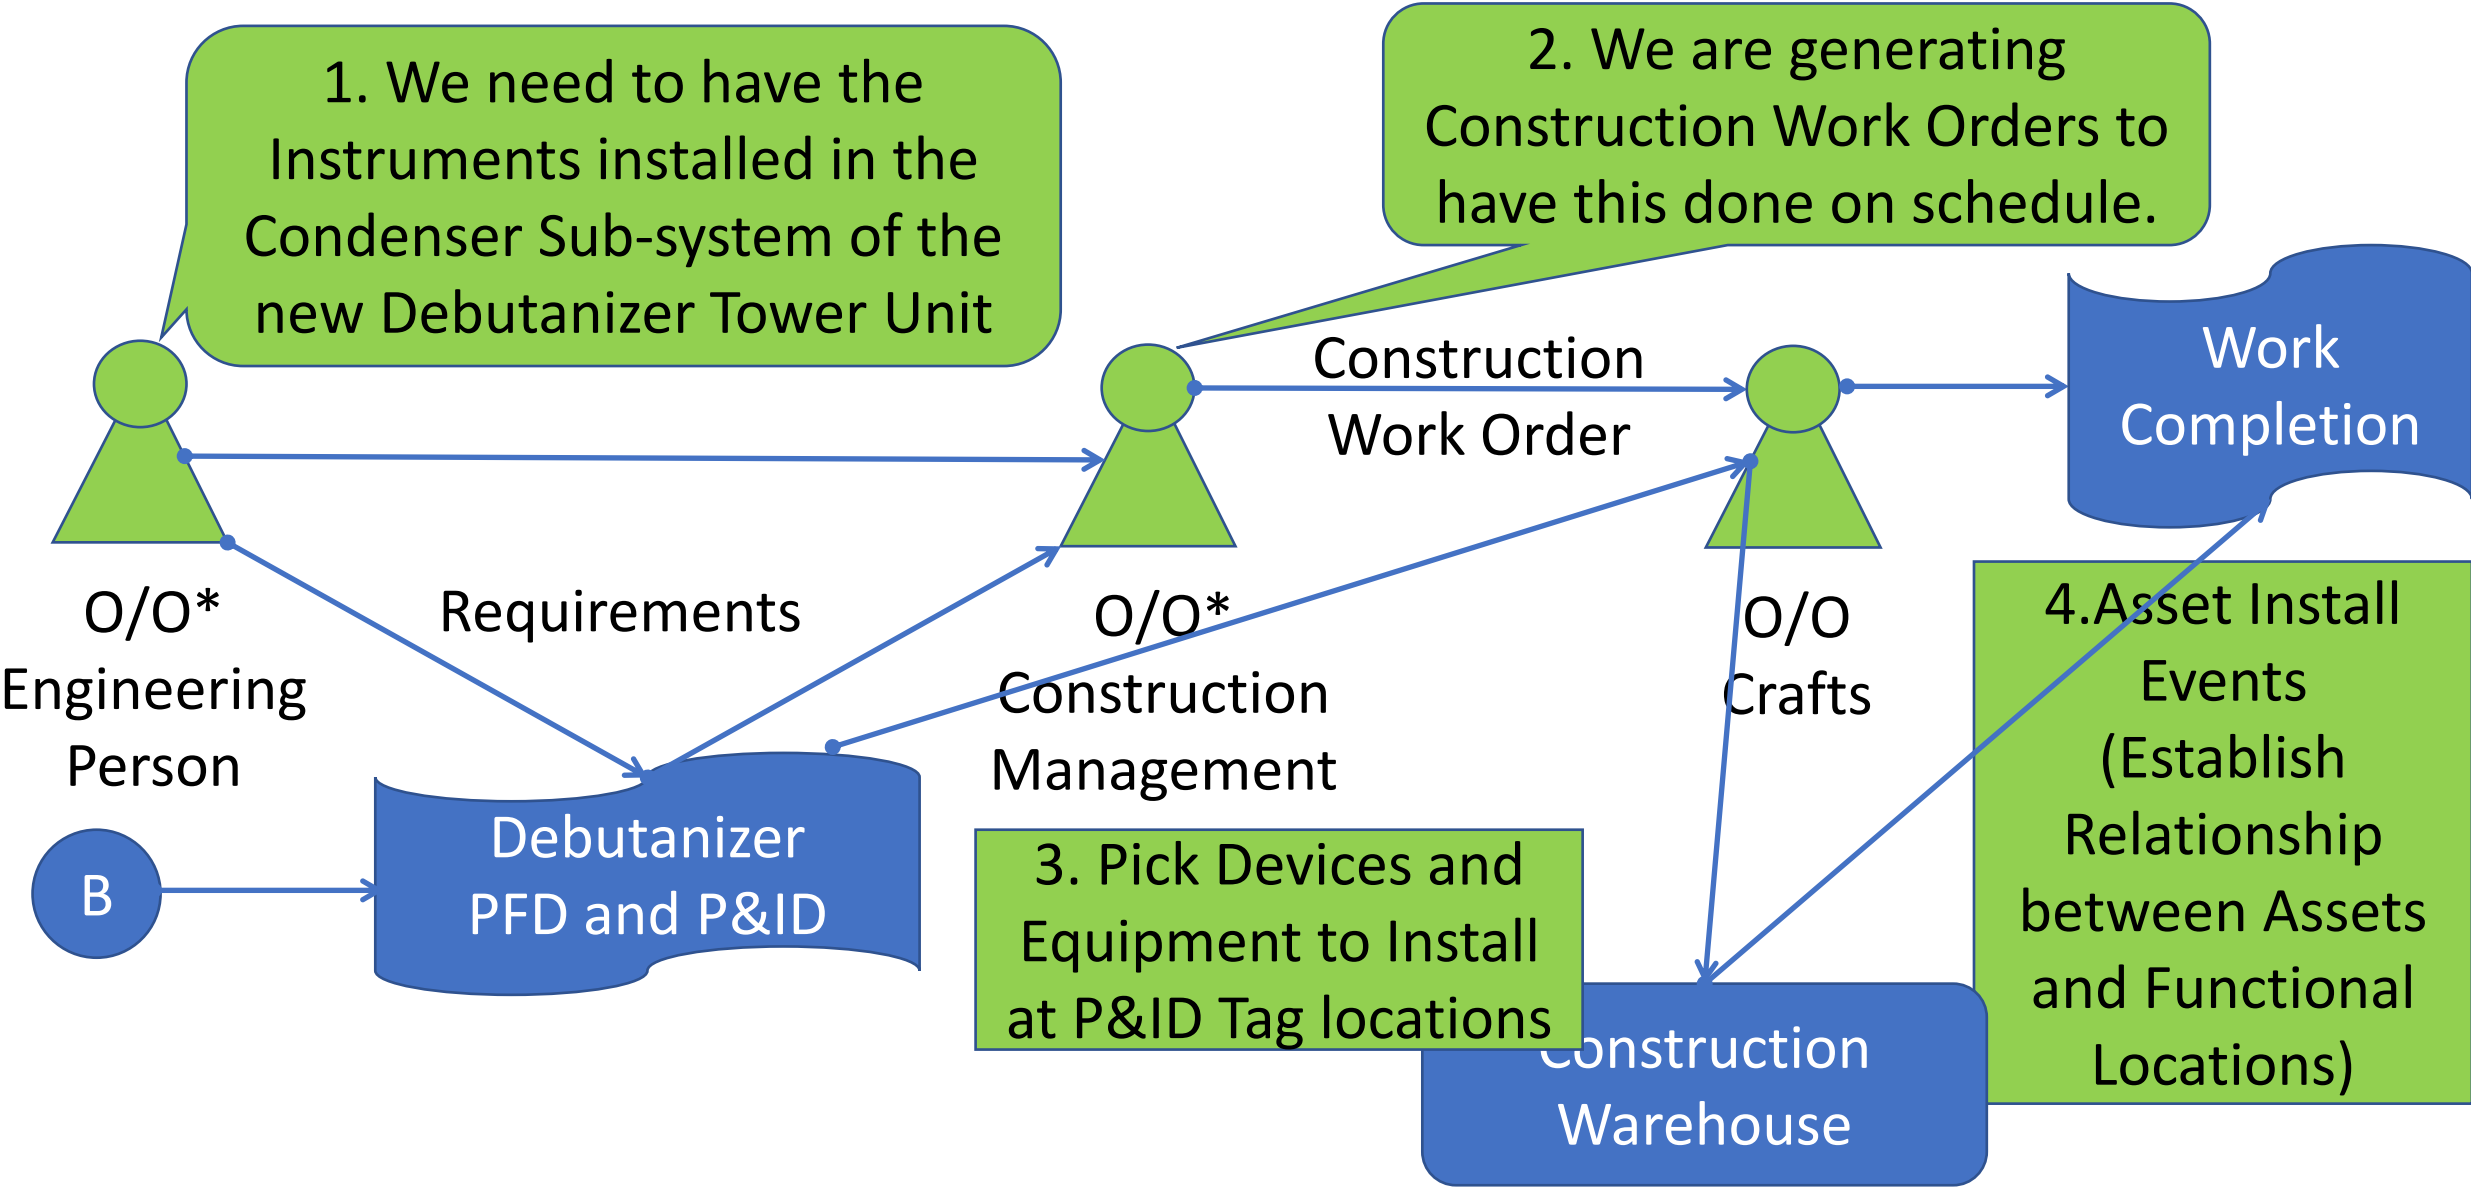 1. We need to have the
Instruments installed in the
Condenser Sub-system of the
new Debutanizer Tower Unit
2. We are generating
Construction Work Orders to
have this done on schedule.
Construction
Work Order
Work
Completion
O/O*
Engineering
Person
Requirements
O/O*
Construction
Management
O/O
Crafts
B
Debutanizer
PFD and P&ID
3. Pick Devices and
Equipment to Install
at P&ID Tag locations
Construction
Warehouse
4.Asset Install
Events
(Establish
Relationship
between Assets
and Functional
Locations)